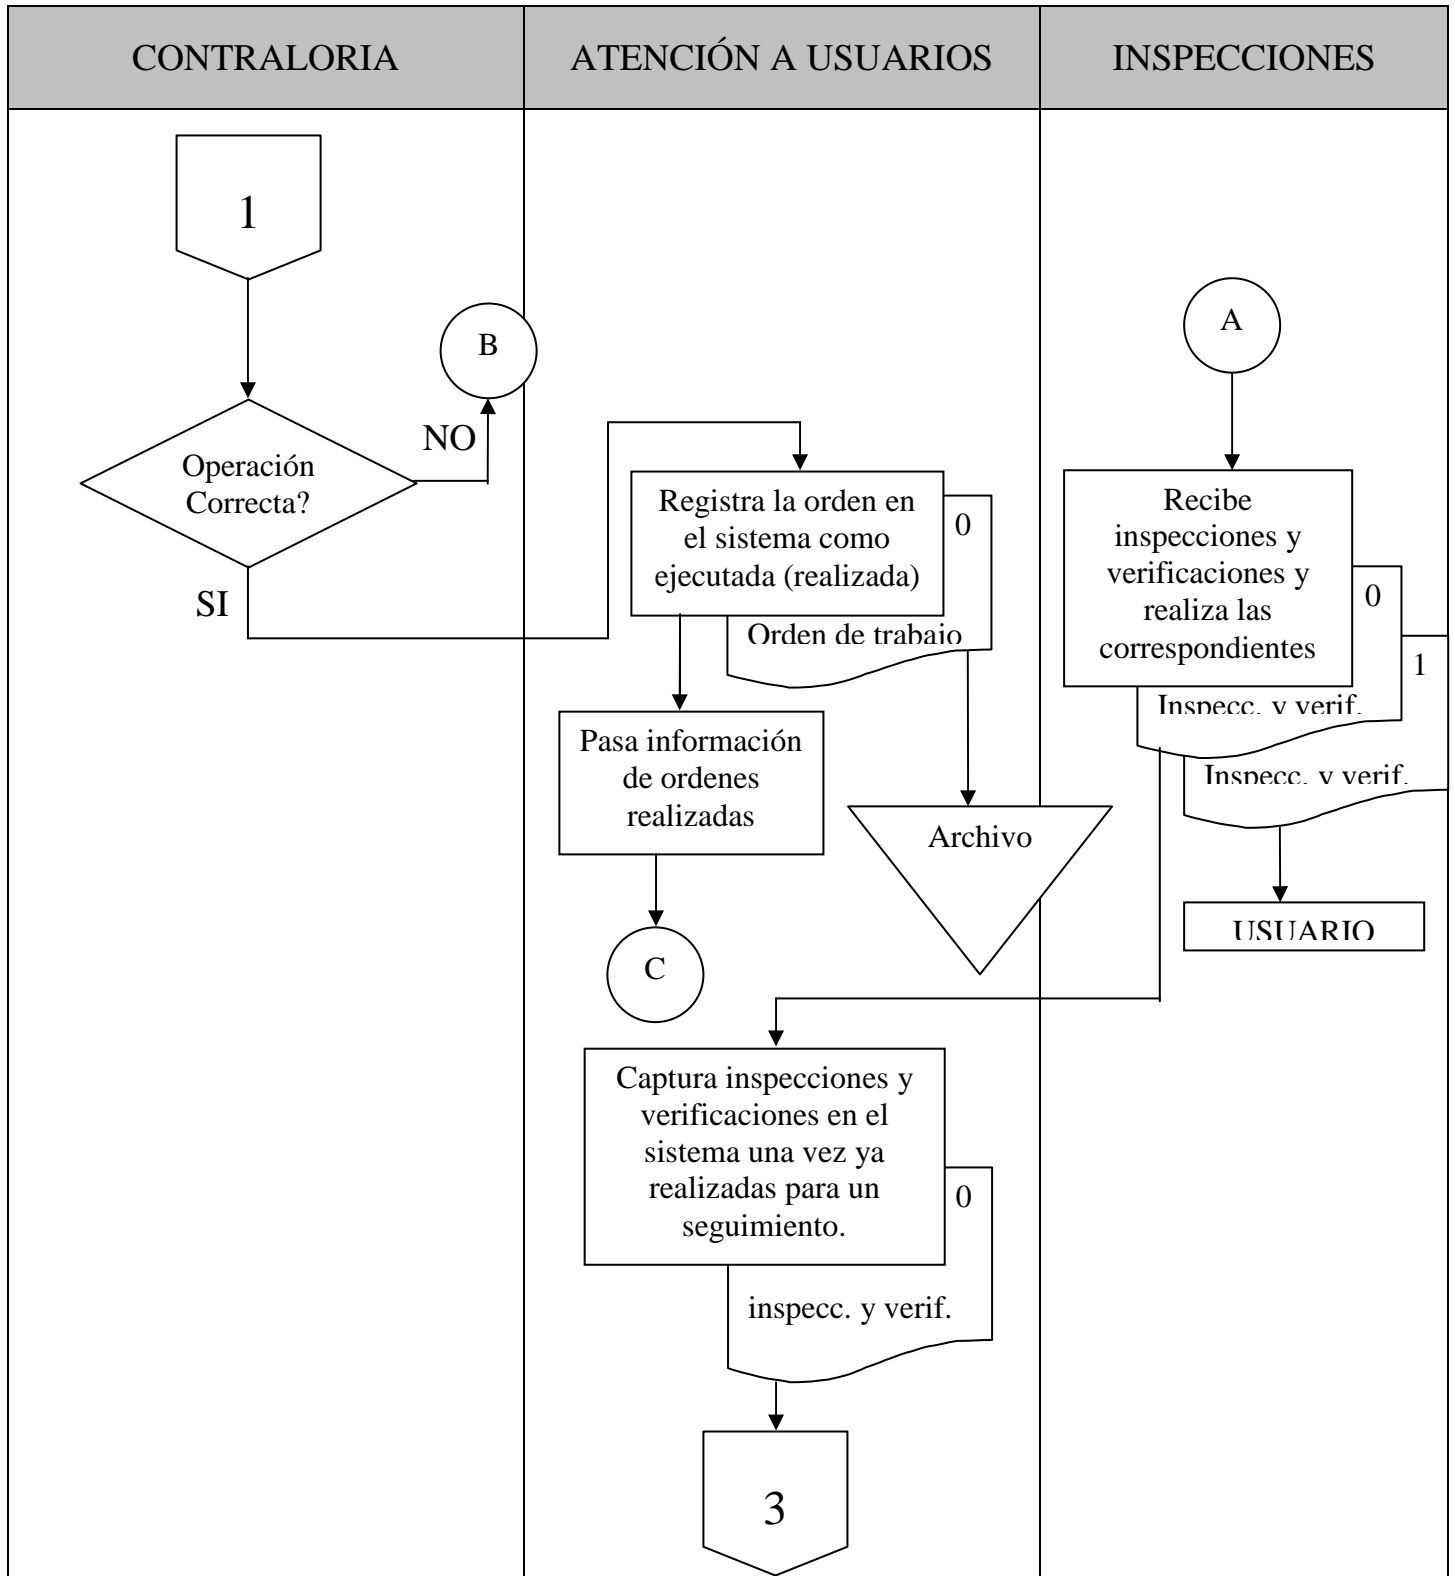 CONTRALORIA
ATENCIÓN A USUARIOS
INSPECCIONES
1
B
A
NO
Operación
Correcta?
SI
Registra la orden en
el sistema como
ejecutada (realizada)
0
Orden de trabajo
Recibe
inspecciones y
verificaciones y
realiza las
correspondientes
0
1
Inspecc. y verif.
Inspecc. y verif.
Pasa información
de ordenes
realizadas
Archivo
USUARIO
C
Captura inspecciones y
verificaciones en el
sistema una vez ya
realizadas para un
seguimiento.
0
inspecc. y verif.
3